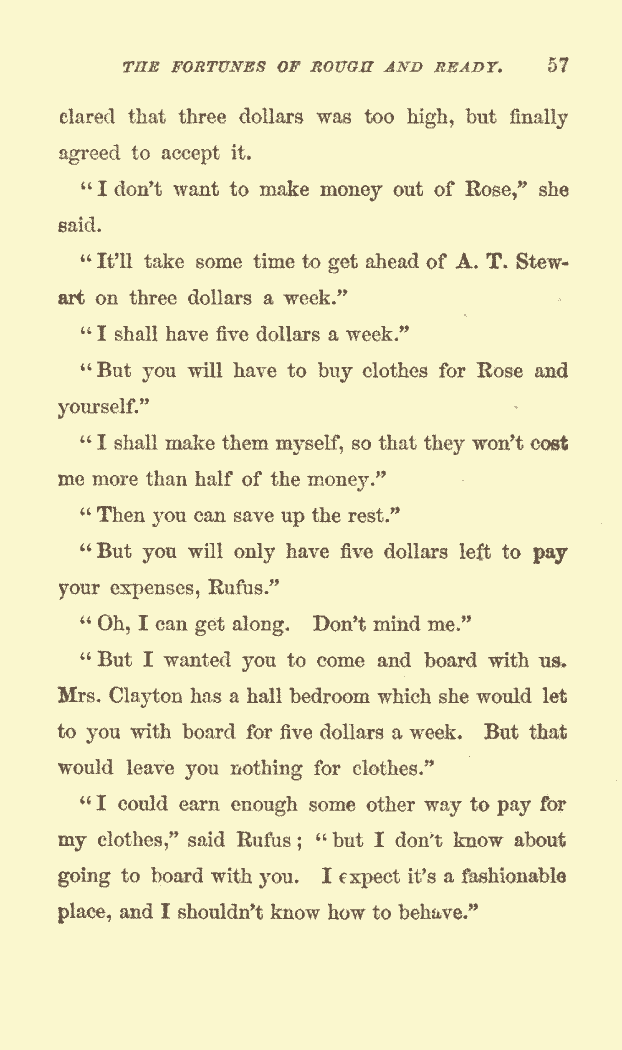 THE FORTUNES OF ROUGH AND READY. 57
clared that three dollars was too high, but finally
agreed to accept it.
"I don't want to make money out of Rose," she
said.
"It'll take some time to get ahead of A. T. Stew-
art on three dollars a week."
"I shall have five dollars a week."
"But you will have to buy clothes for Rose and
yourself."
"I shall make them myself, so that they won't cost
me more than half of the money."
"Then you can save up the rest."
"But you will only have five dollars left to pay
your expenses, Rufus."
"Oh, I can get along. Don't mind me."
"But I wanted you to come and board with us.
Mrs. Clayton has a hall bedroom which she would let
to you with board for five dollars a week. But that
would leave you nothing for clothes."
"I could earn enough some other way to pay for
my clothes," said Rufus; "but I don't know about
going to board with you. I expect it's a fashionable
place, and I shouldn't know how to behave."